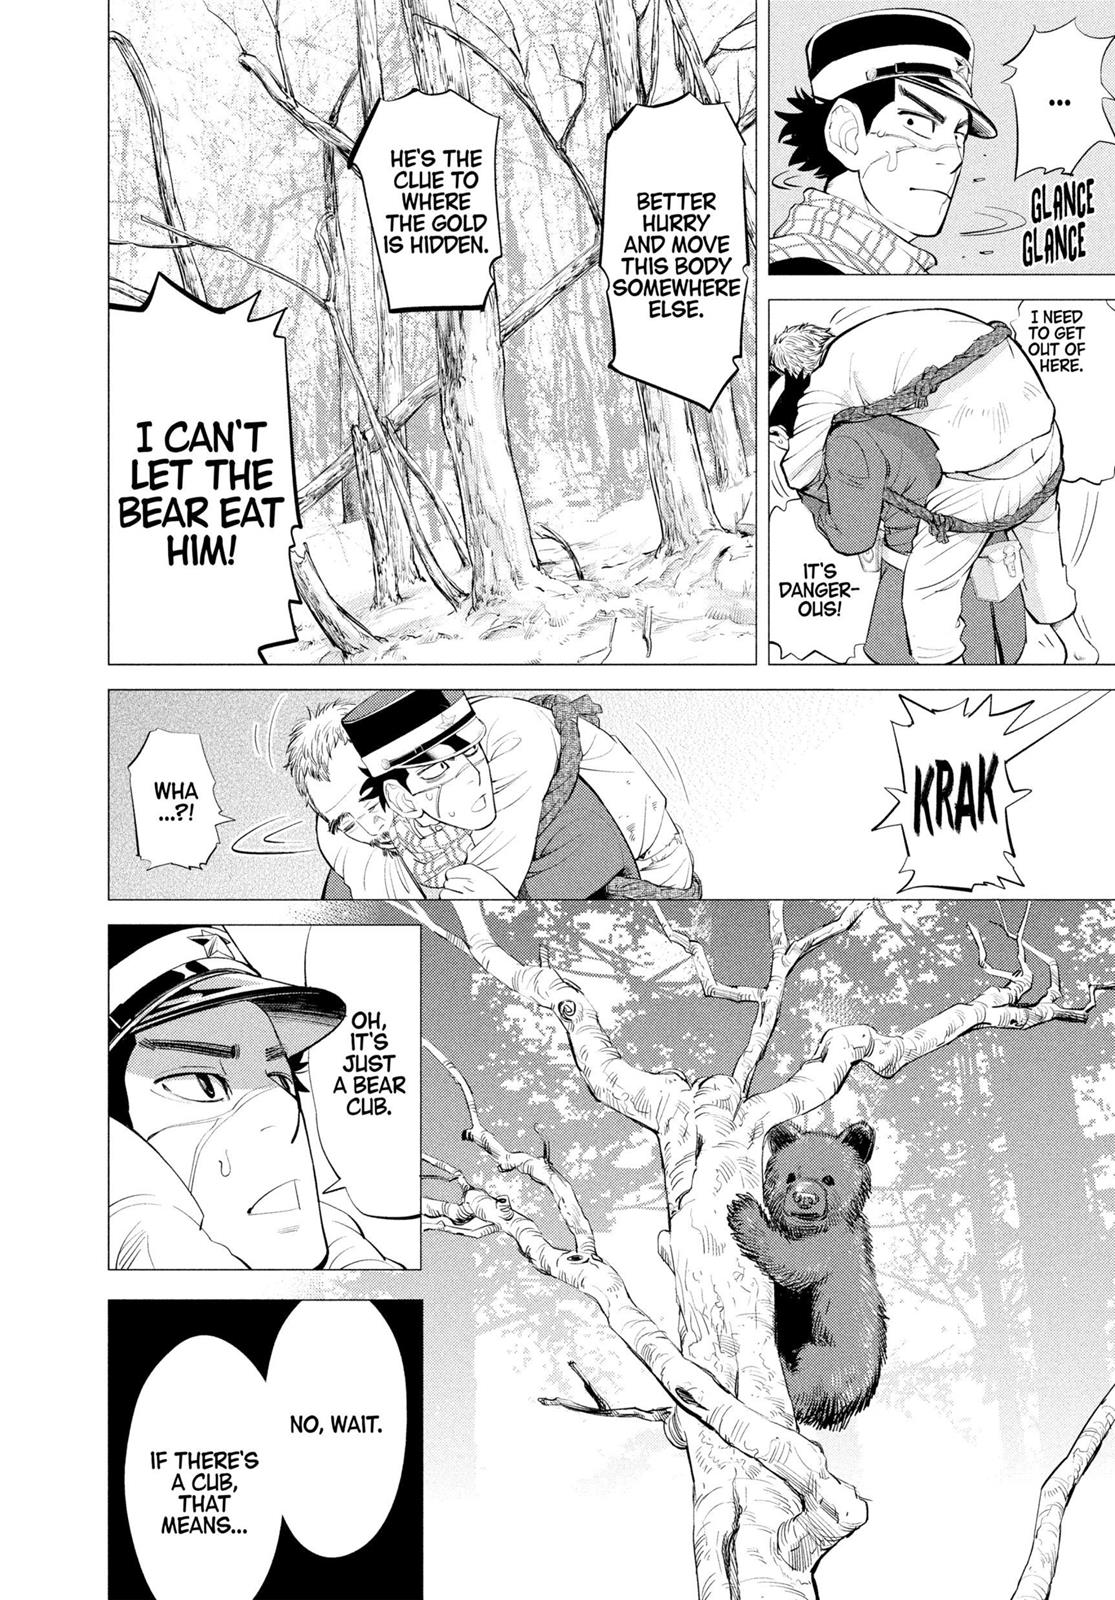 ...
GLANCE
GLANCE
I NEED
TO GET
OUT OF
HERE.
IT'S
DANGER-
OUS!
BETTER
HURRY
AND MOVE
THIS BODY
SOMEWHERE
ELSE.
HE'S THE
CLUE TO
WHERE
THE GOLD
IS HIDDEN.
I CAN'T
LET THE
BEAR EAT
HIM!
KRAK
WHA
...?!
OH,
IT'S
JUST
A BEAR
CUB.
NO, WAIT.
IF THERE'S
A CUB,
THAT
MEANS...